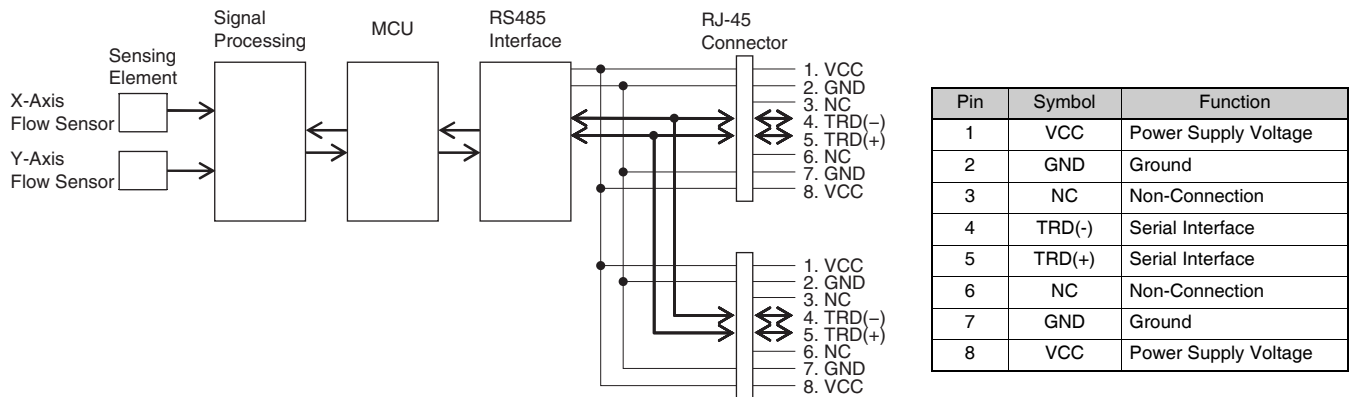 Signal
Processing
MCU
RS485
Interface
RJ-45
Connector
Sensing
Element
X-Axis
Flow Sensor
Y-Axis
Flow Sensor
1. VCC
2. GND
3. NC
4. TRD(−)
5. TRD(+)
6. NC
7. GND
8. VCC
1. VCC
2. GND
3. NC
4. TRD(−)
5. TRD(+)
6. NC
7. GND
8. VCC
Pin Symbol Function
1 VCC Power Supply Voltage
2 GND Ground
3 NC Non-Connection
4 TRD(-) Serial Interface
5 TRD(+) Serial Interface
6 NC Non-Connection
7 GND Ground
8 VCC Power Supply Voltage